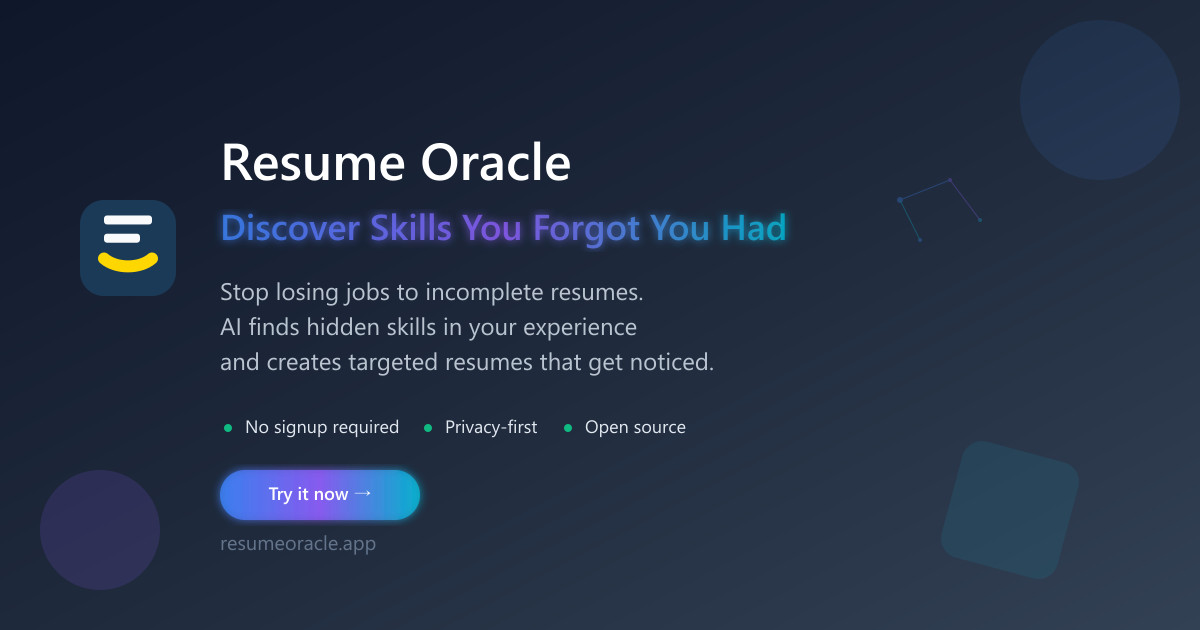 Resume Oracle
Discover Skills You Forgot You Had
Stop losing jobs to incomplete resumes.
AI finds hidden skills in your experience
and creates targeted resumes that get noticed.
No signup required
Privacy-first
Open source
Try it now →
resumeoracle.app